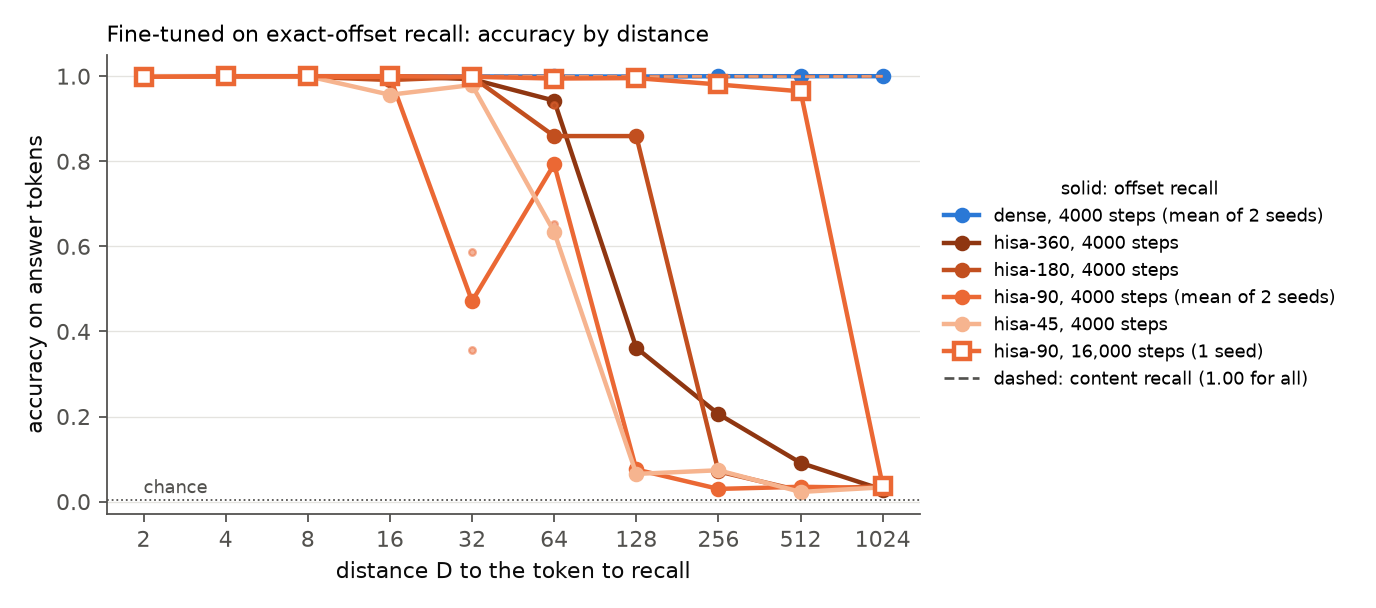 Fine-tuned on exact-offset recall: accuracy by distance
accuracy on answer tokens
1.0
0.8
0.6
0.4
0.2
0.0
chance
2 4 8 16 32 64 128 256 512 1024
distance D to the token to recall
solid: offset recall
dense, 4000 steps (mean of 2 seeds)
hisa-360, 4000 steps
hisa-180, 4000 steps
hisa-90, 4000 steps (mean of 2 seeds)
hisa-45, 4000 steps
hisa-90, 16,000 steps (1 seed)
dashed: content recall (1.00 for all)